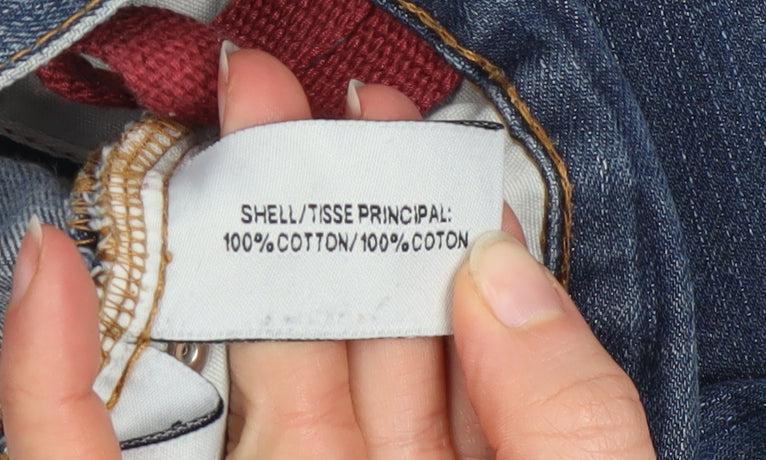 SHELL/TISSE PRINCIPAL:
100% COTTON/100% COTON